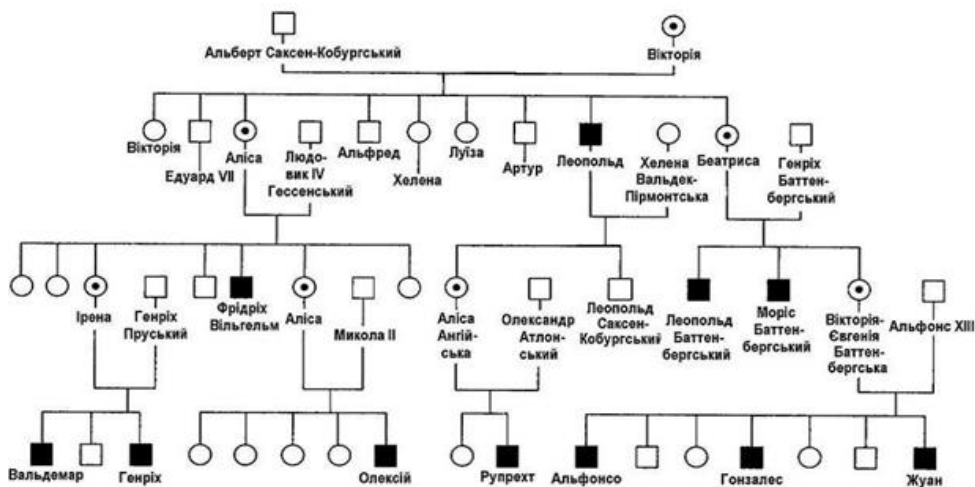 Альберт Саксен-Кобургський
Вікторія
Вікторія
Едуард VII
Аліса
Людо-
вик IV
Гессенський
Альфред
Хелена
Луїза
Артур
Леопольд
Хелена
Вальдек-
Пірмонтська
Беатриса
Генріх
Баттен-
бергський
Ірена
Генріх
Пруський
Фрідріх
Вільгельм
Аліса
Микола II
Аліса
Ангій-
ська
Олександр
Атлон-
ський
Леопольд
Саксен-
Кобургський
Леопольд
Баттен-
бергський
Моріс
Баттен-
бергський
Вікторія-
Євгенія
Баттен-
бергська
Альфонс XIII
Вальдемар
Генріх
Олексій
Рупрехт
Альфонсо
Гонзалес
Жуан